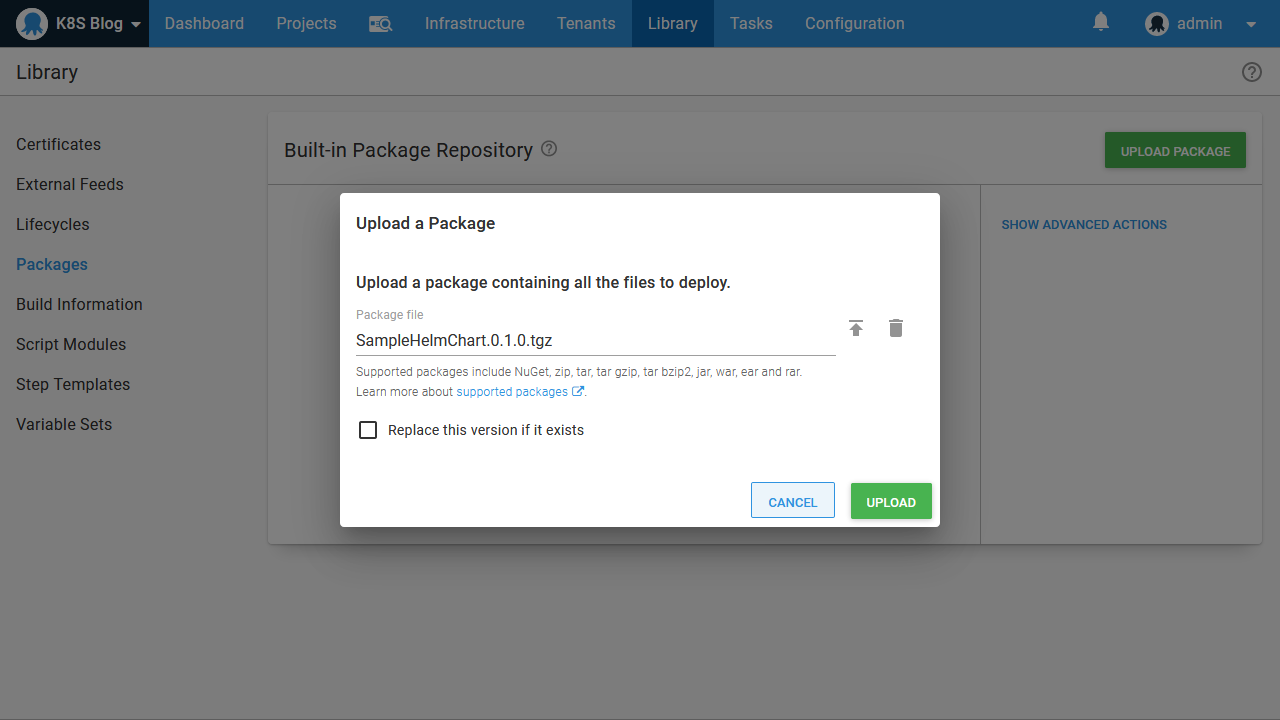 K8S Blog Dashboard Projects Infrastructure Tenants Library Tasks Configuration admin
Library
Certificates
External Feeds
Lifecycles
Packages
Build Information
Script Modules
Step Templates
Variable Sets
Built-in Package Repository
UPLOAD PACKAGE
SHOW ADVANCED ACTIONS
Upload a Package
Upload a package containing all the files to deploy.
Package file
SampleHelmChart.0.1.0.tgz
Supported packages include NuGet, zip, tar, tar gzip, tar bzip2, jar, war, ear and rar.
Learn more about supported packages.
Replace this version if it exists
CANCEL UPLOAD